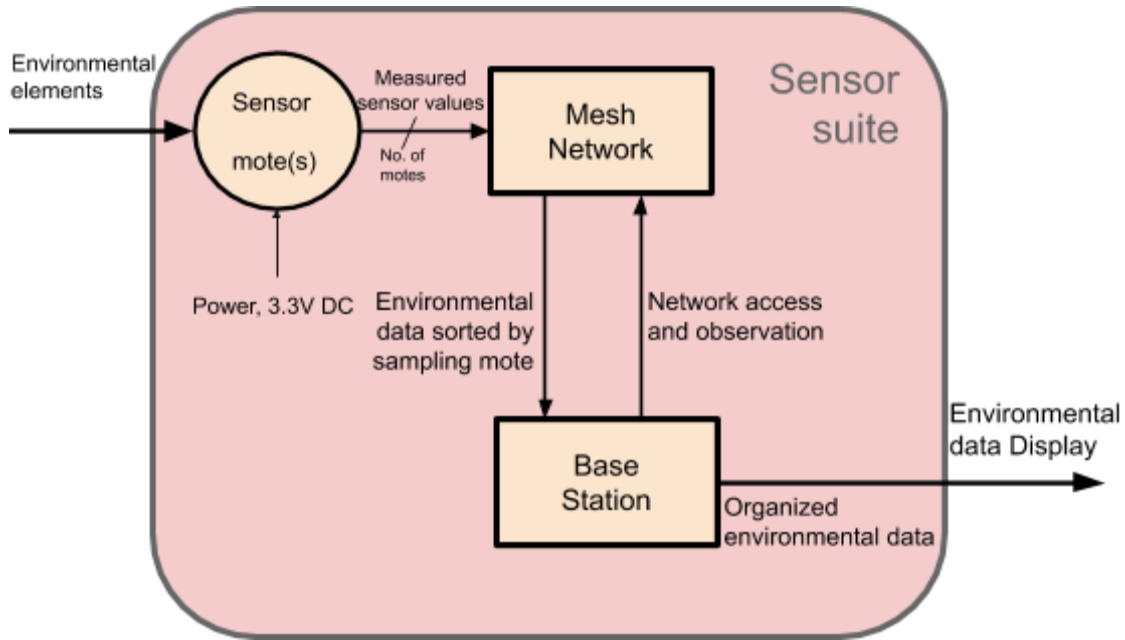 Environmental
elements
Sensor
mote(s)
Measured
sensor values
No. of
motes
Mesh
Network
Sensor
suite
Power, 3.3V DC
Environmental
data sorted by
sampling mote
Network access
and observation
Base
Station
Environmental
data Display
Organized
environmental data